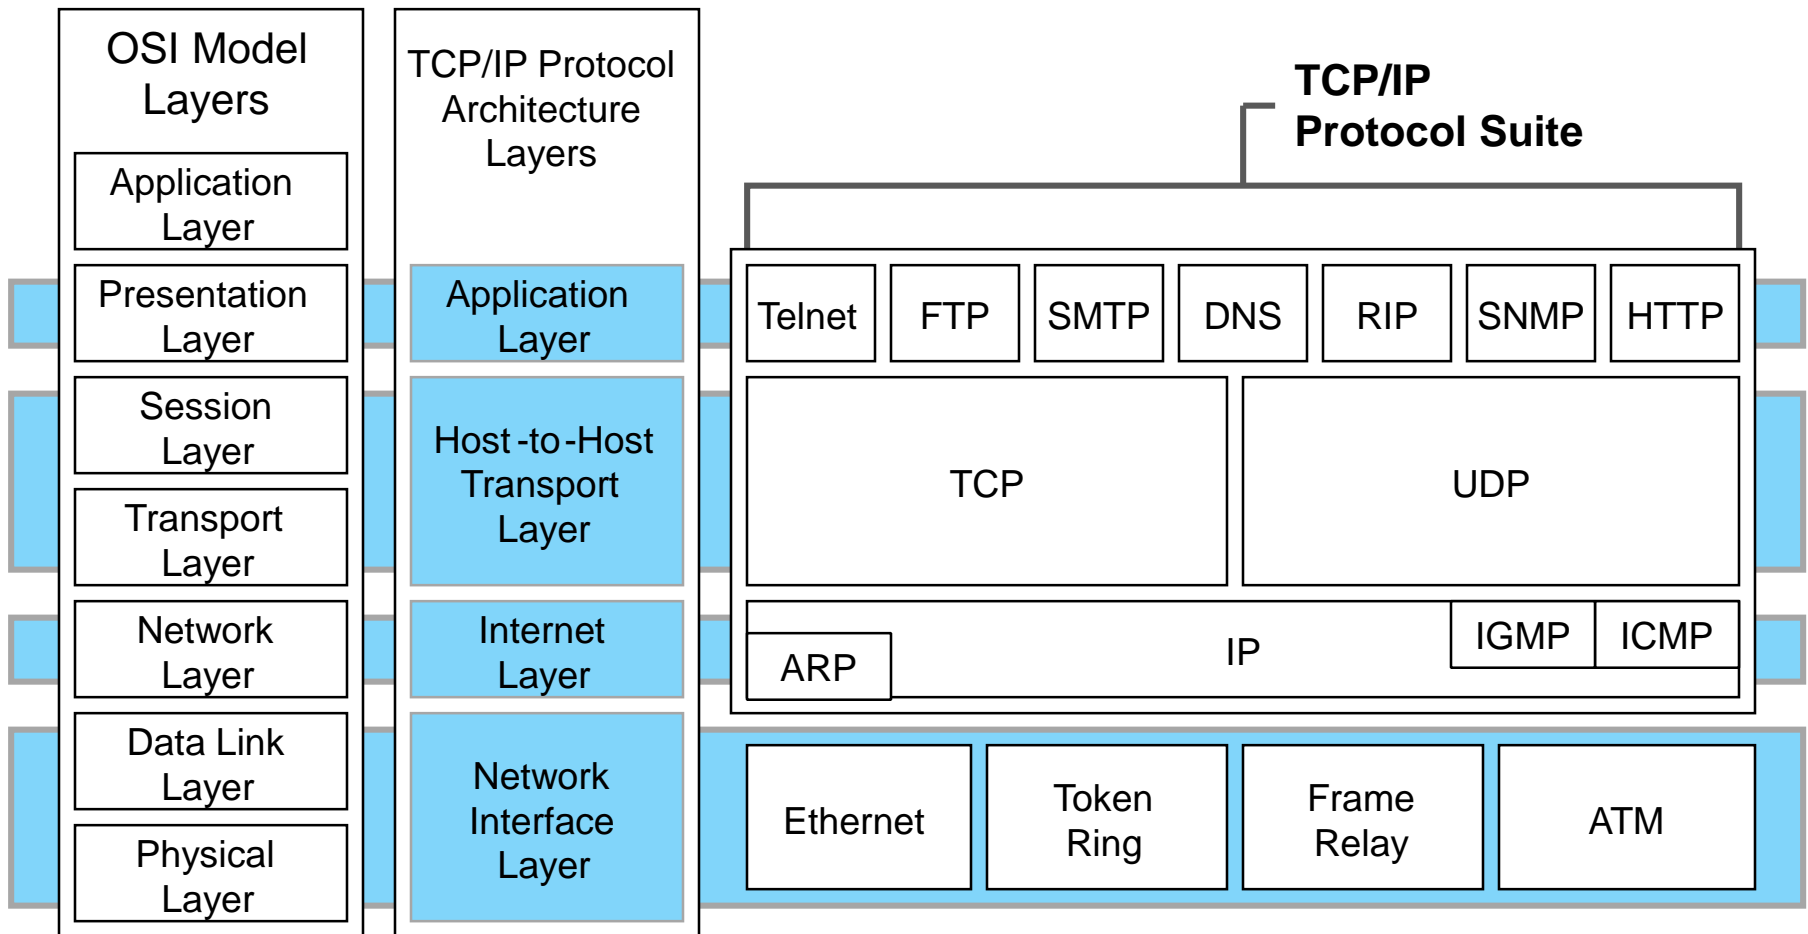 OSI Model
Layers
Application
Layer
Presentation
Layer
Session
Layer
Transport
Layer
Network
Layer
Data Link
Layer
Physical
Layer
TCP/IP Protocol
Architecture
Layers
Application
Layer
Host-to-Host
Transport
Layer
Internet
Layer
Network
Interface
Layer
TCP/IP
Protocol Suite
Telnet
FTP
SMTP
DNS
RIP
SNMP
HTTP
TCP
UDP
ARP
IP
IGMP
ICMP
Ethernet
Token
Ring
Frame
Relay
ATM